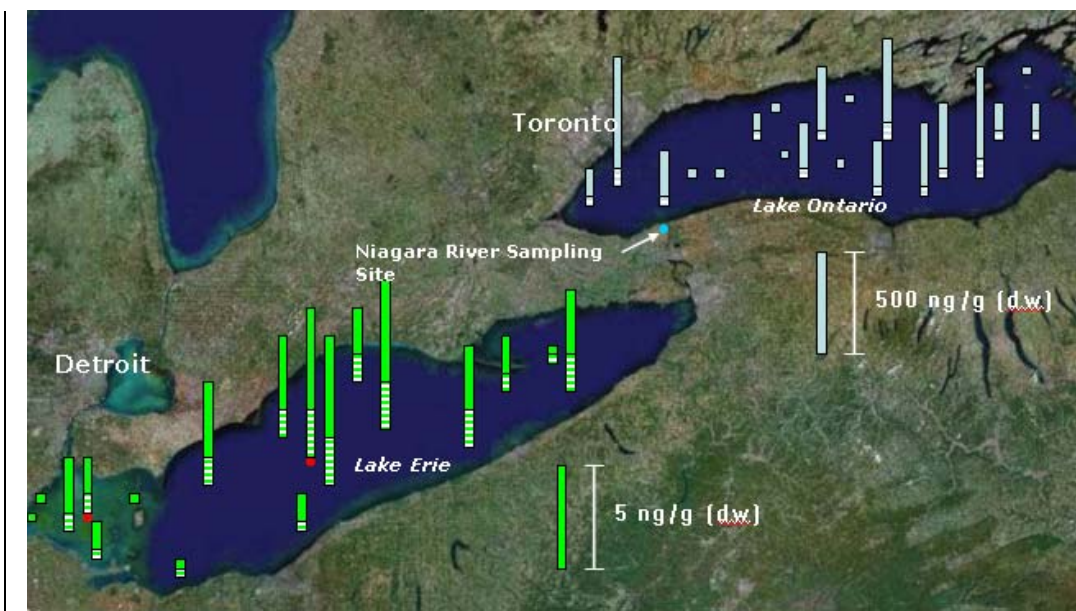 Toronto
Lake Ontario
Niagara River Sampling
Site
500 ng/g (d.w.)
Detroit
Lake Erie
5 ng/g (d.w.)